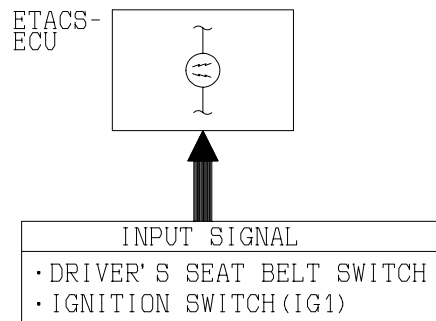 ETACS-
ECU
INPUT SIGNAL
・DRIVER'S SEAT BELT SWITCH
・IGNITION SWITCH(IG1)